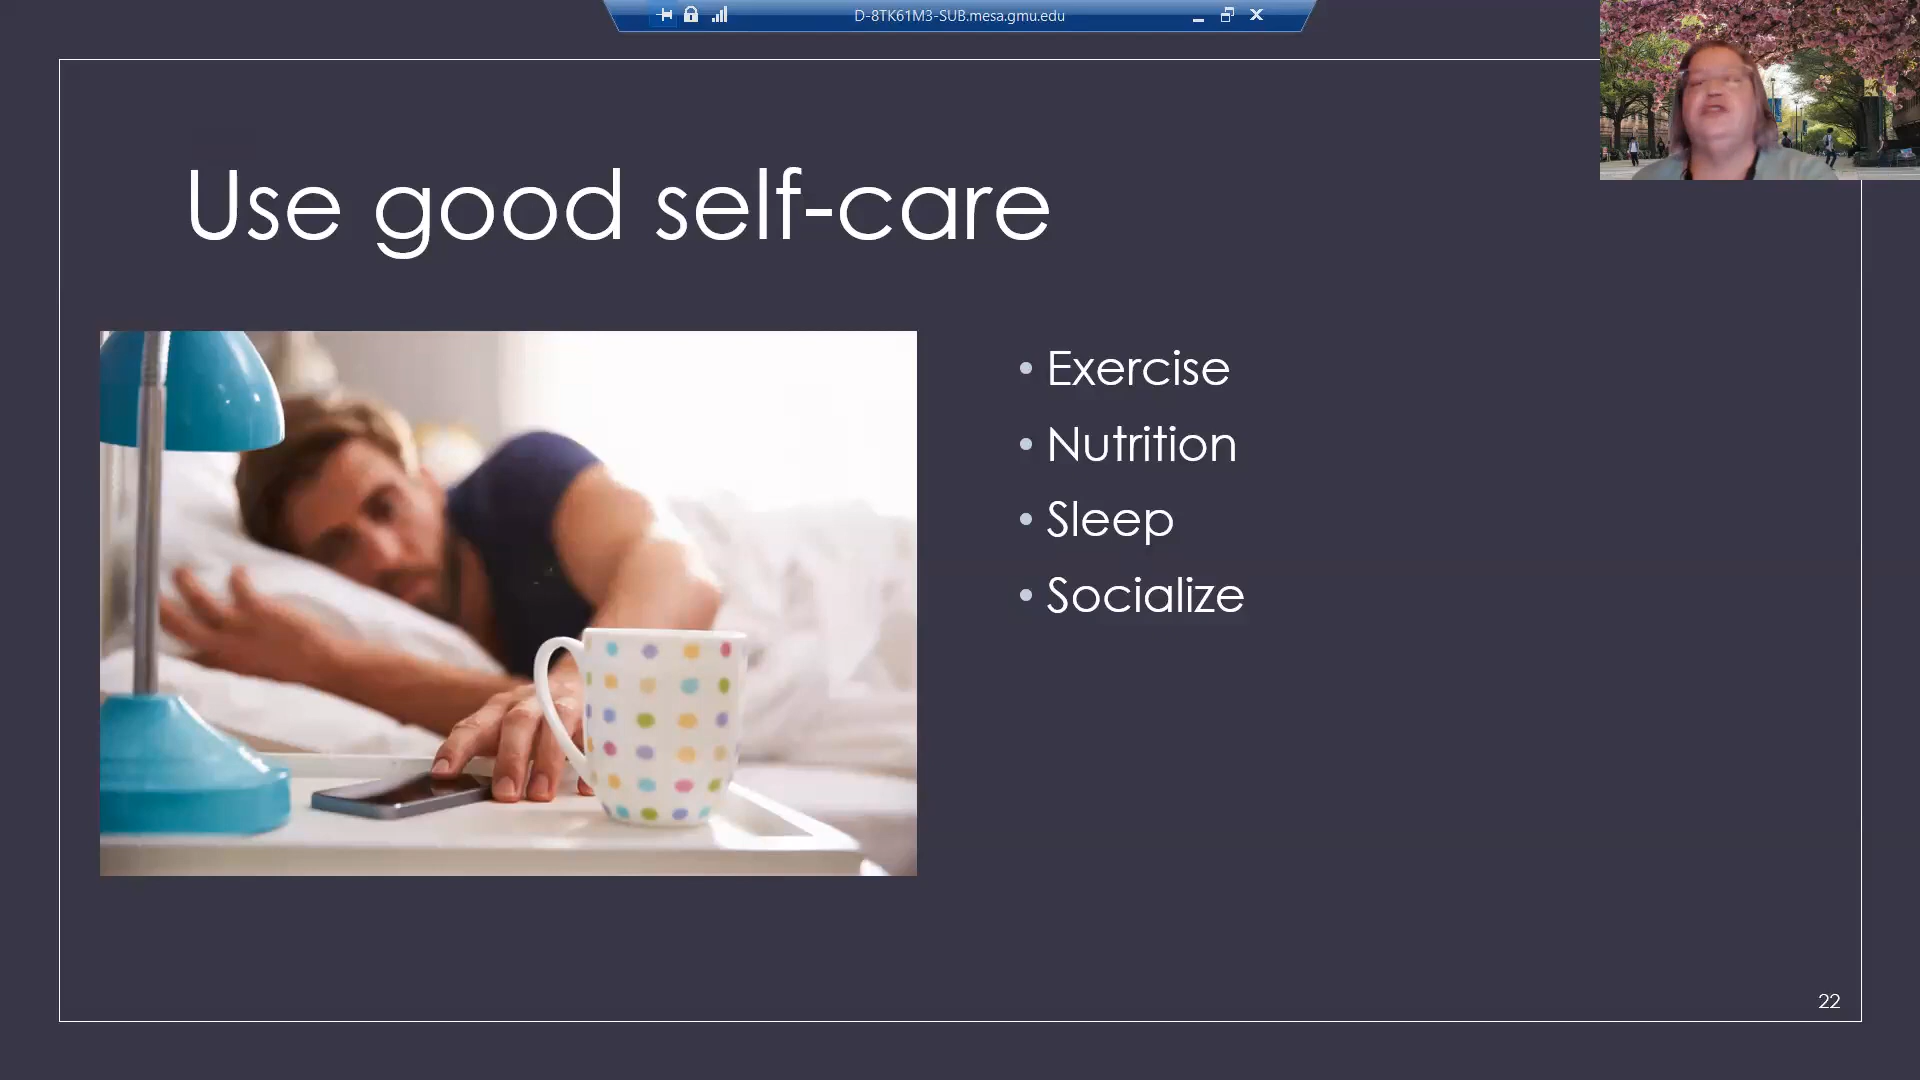 D-8TK61M3-SUB.mesa.gmu.edu
Use good self-care
• Exercise
• Nutrition
• Sleep
• Socialize
22